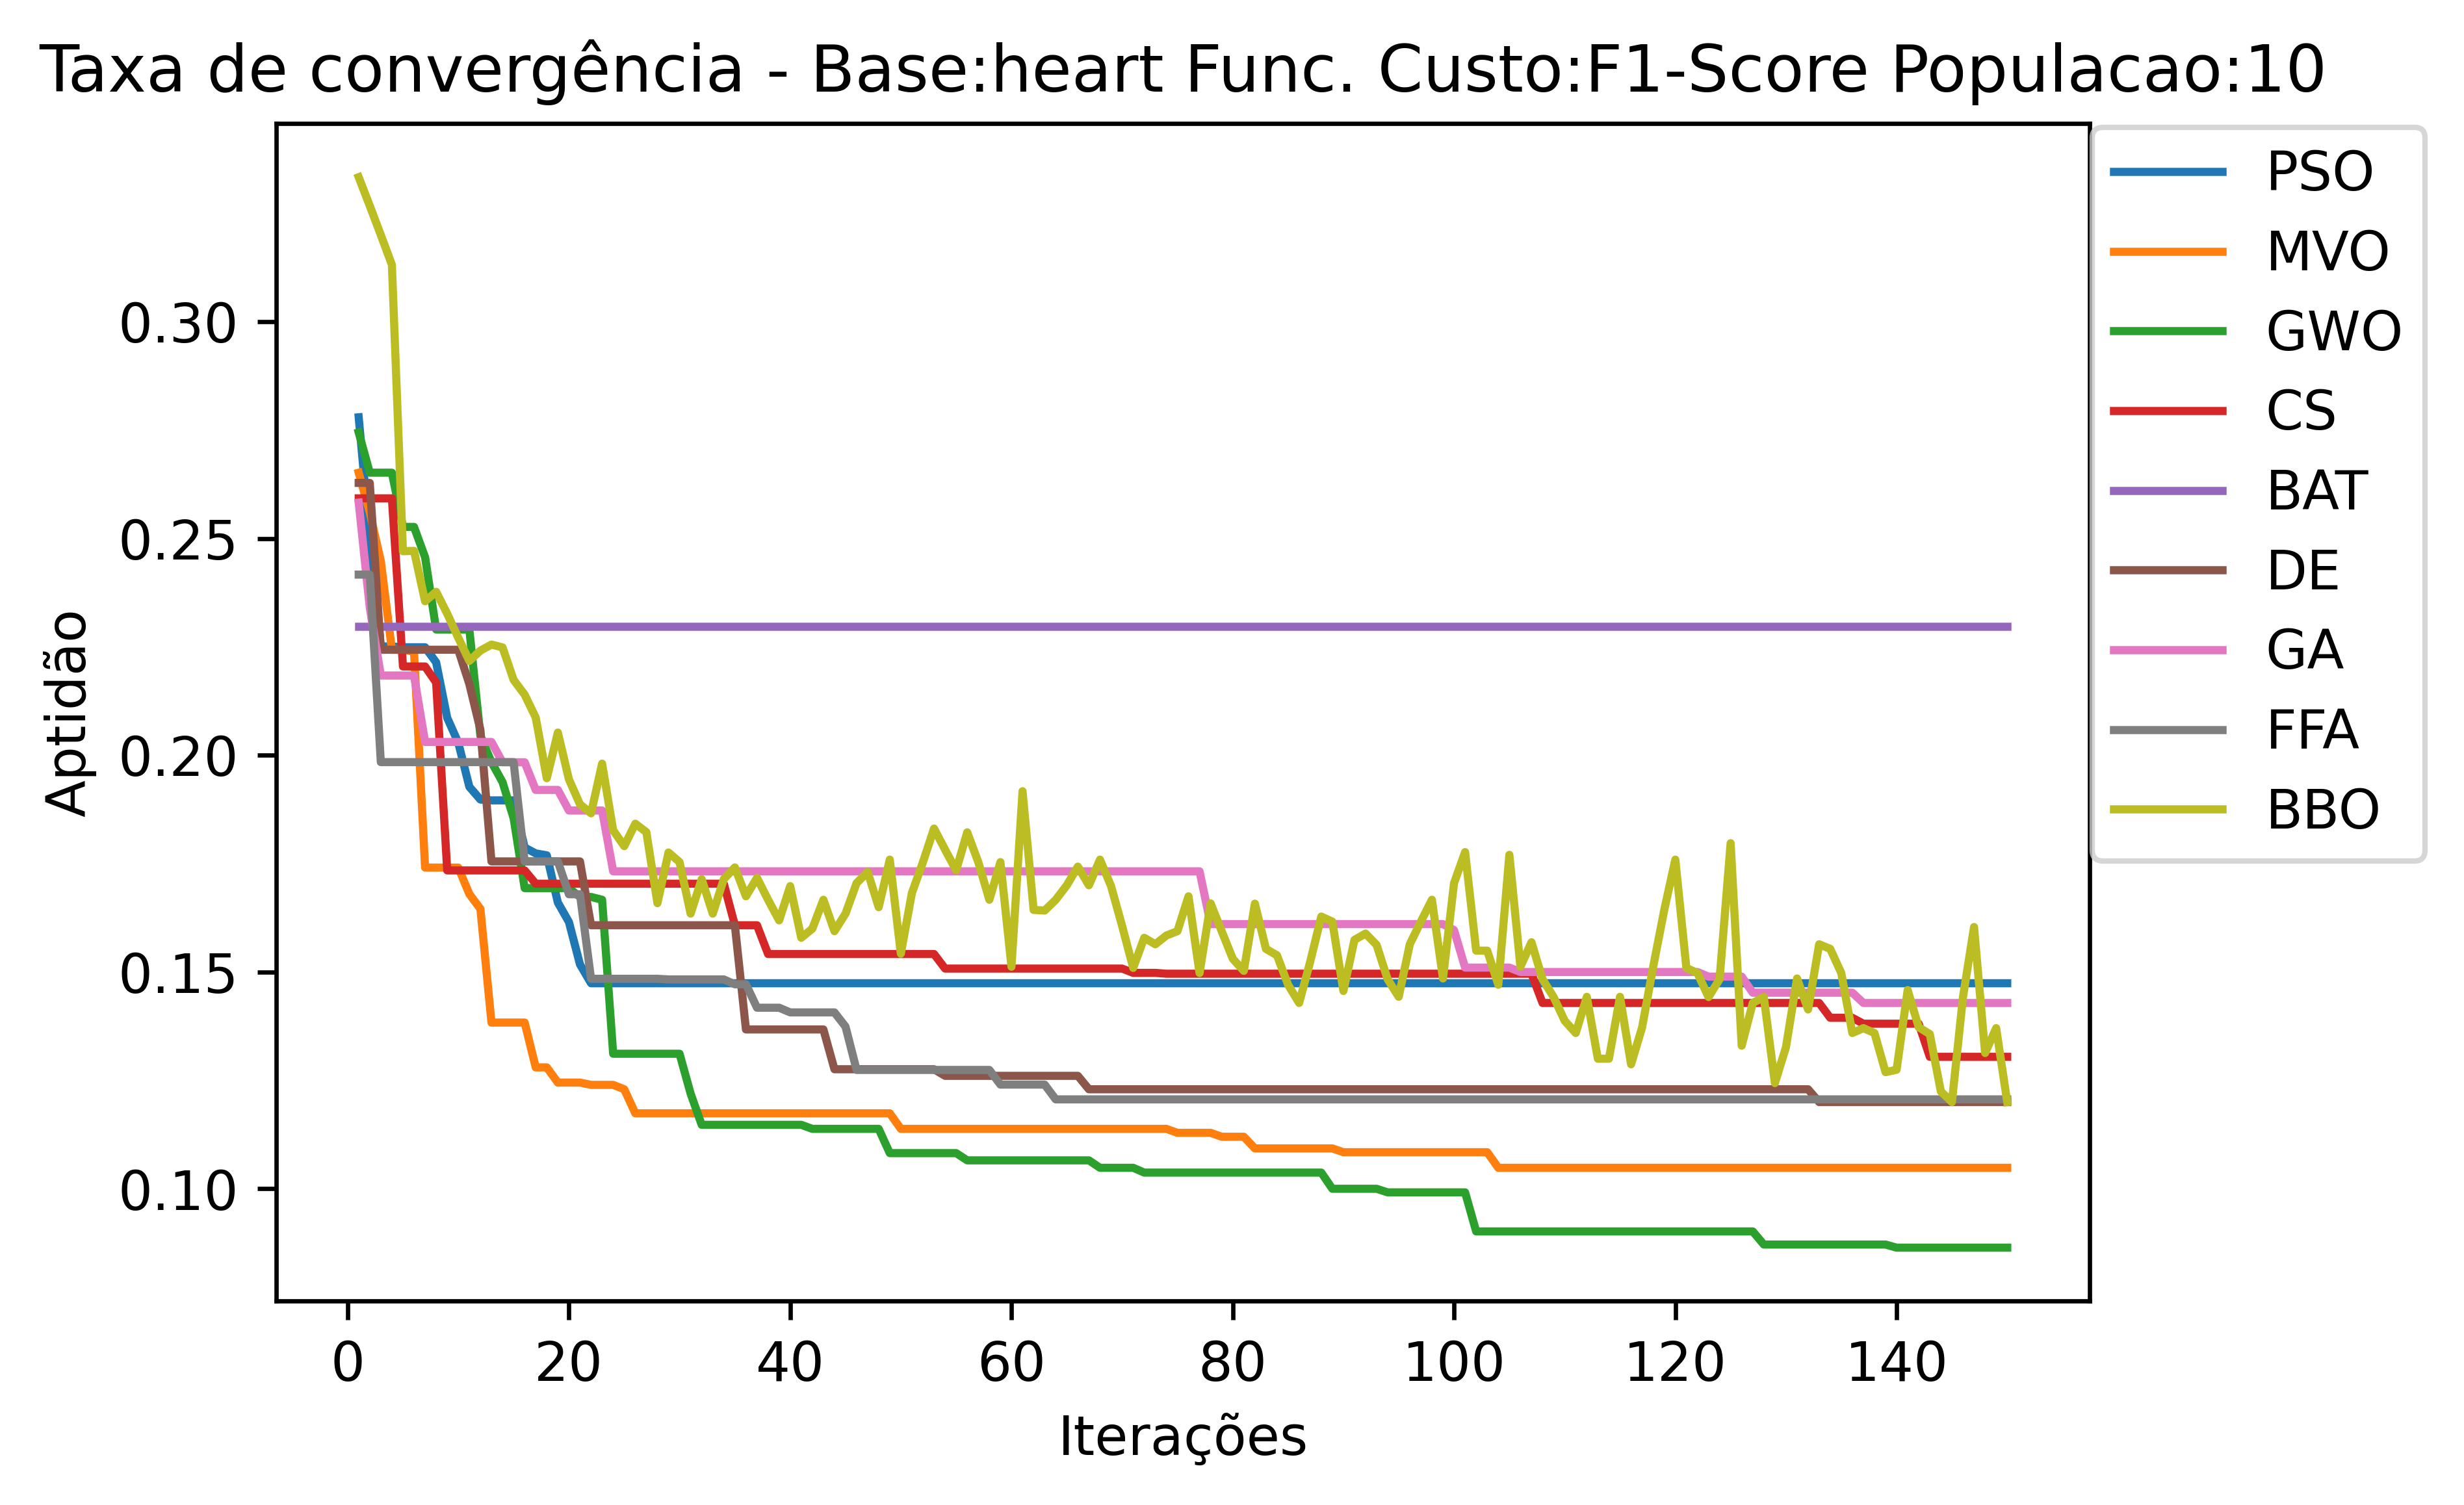 Taxa de convergência - Base:heart Func. Custo:F1-Score Populacao:10
PSO
MVO
GWO
CS
BAT
DE
GA
FFA
BBO
Aptidão
0.30
0.25
0.20
0.15
0.10
0 20 40 60 80 100 120 140
Iterações